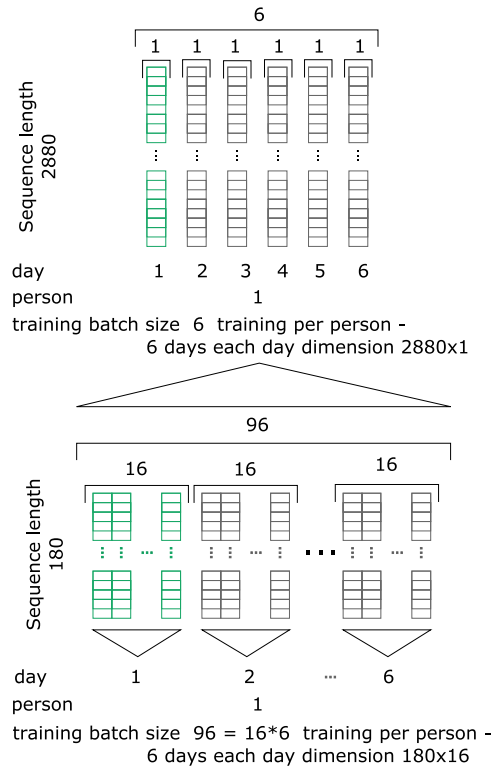 6
1 1 1 1 1 1
Sequence length
2880
day 1 2 3 4 5 6
person 1
training batch size 6 training per person -
6 days each day dimension 2880x1
96
16 16 16
Sequence length
180
day 1 2 ... 6
person 1
training batch size 96 = 16*6 training per person -
6 days each day dimension 180x16